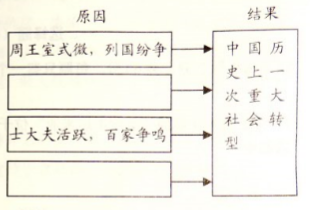 原因
结果
周王室式微，列国纷争
士大夫活跃，百家争鸣
中国历
史上一
次重大
社会转
型